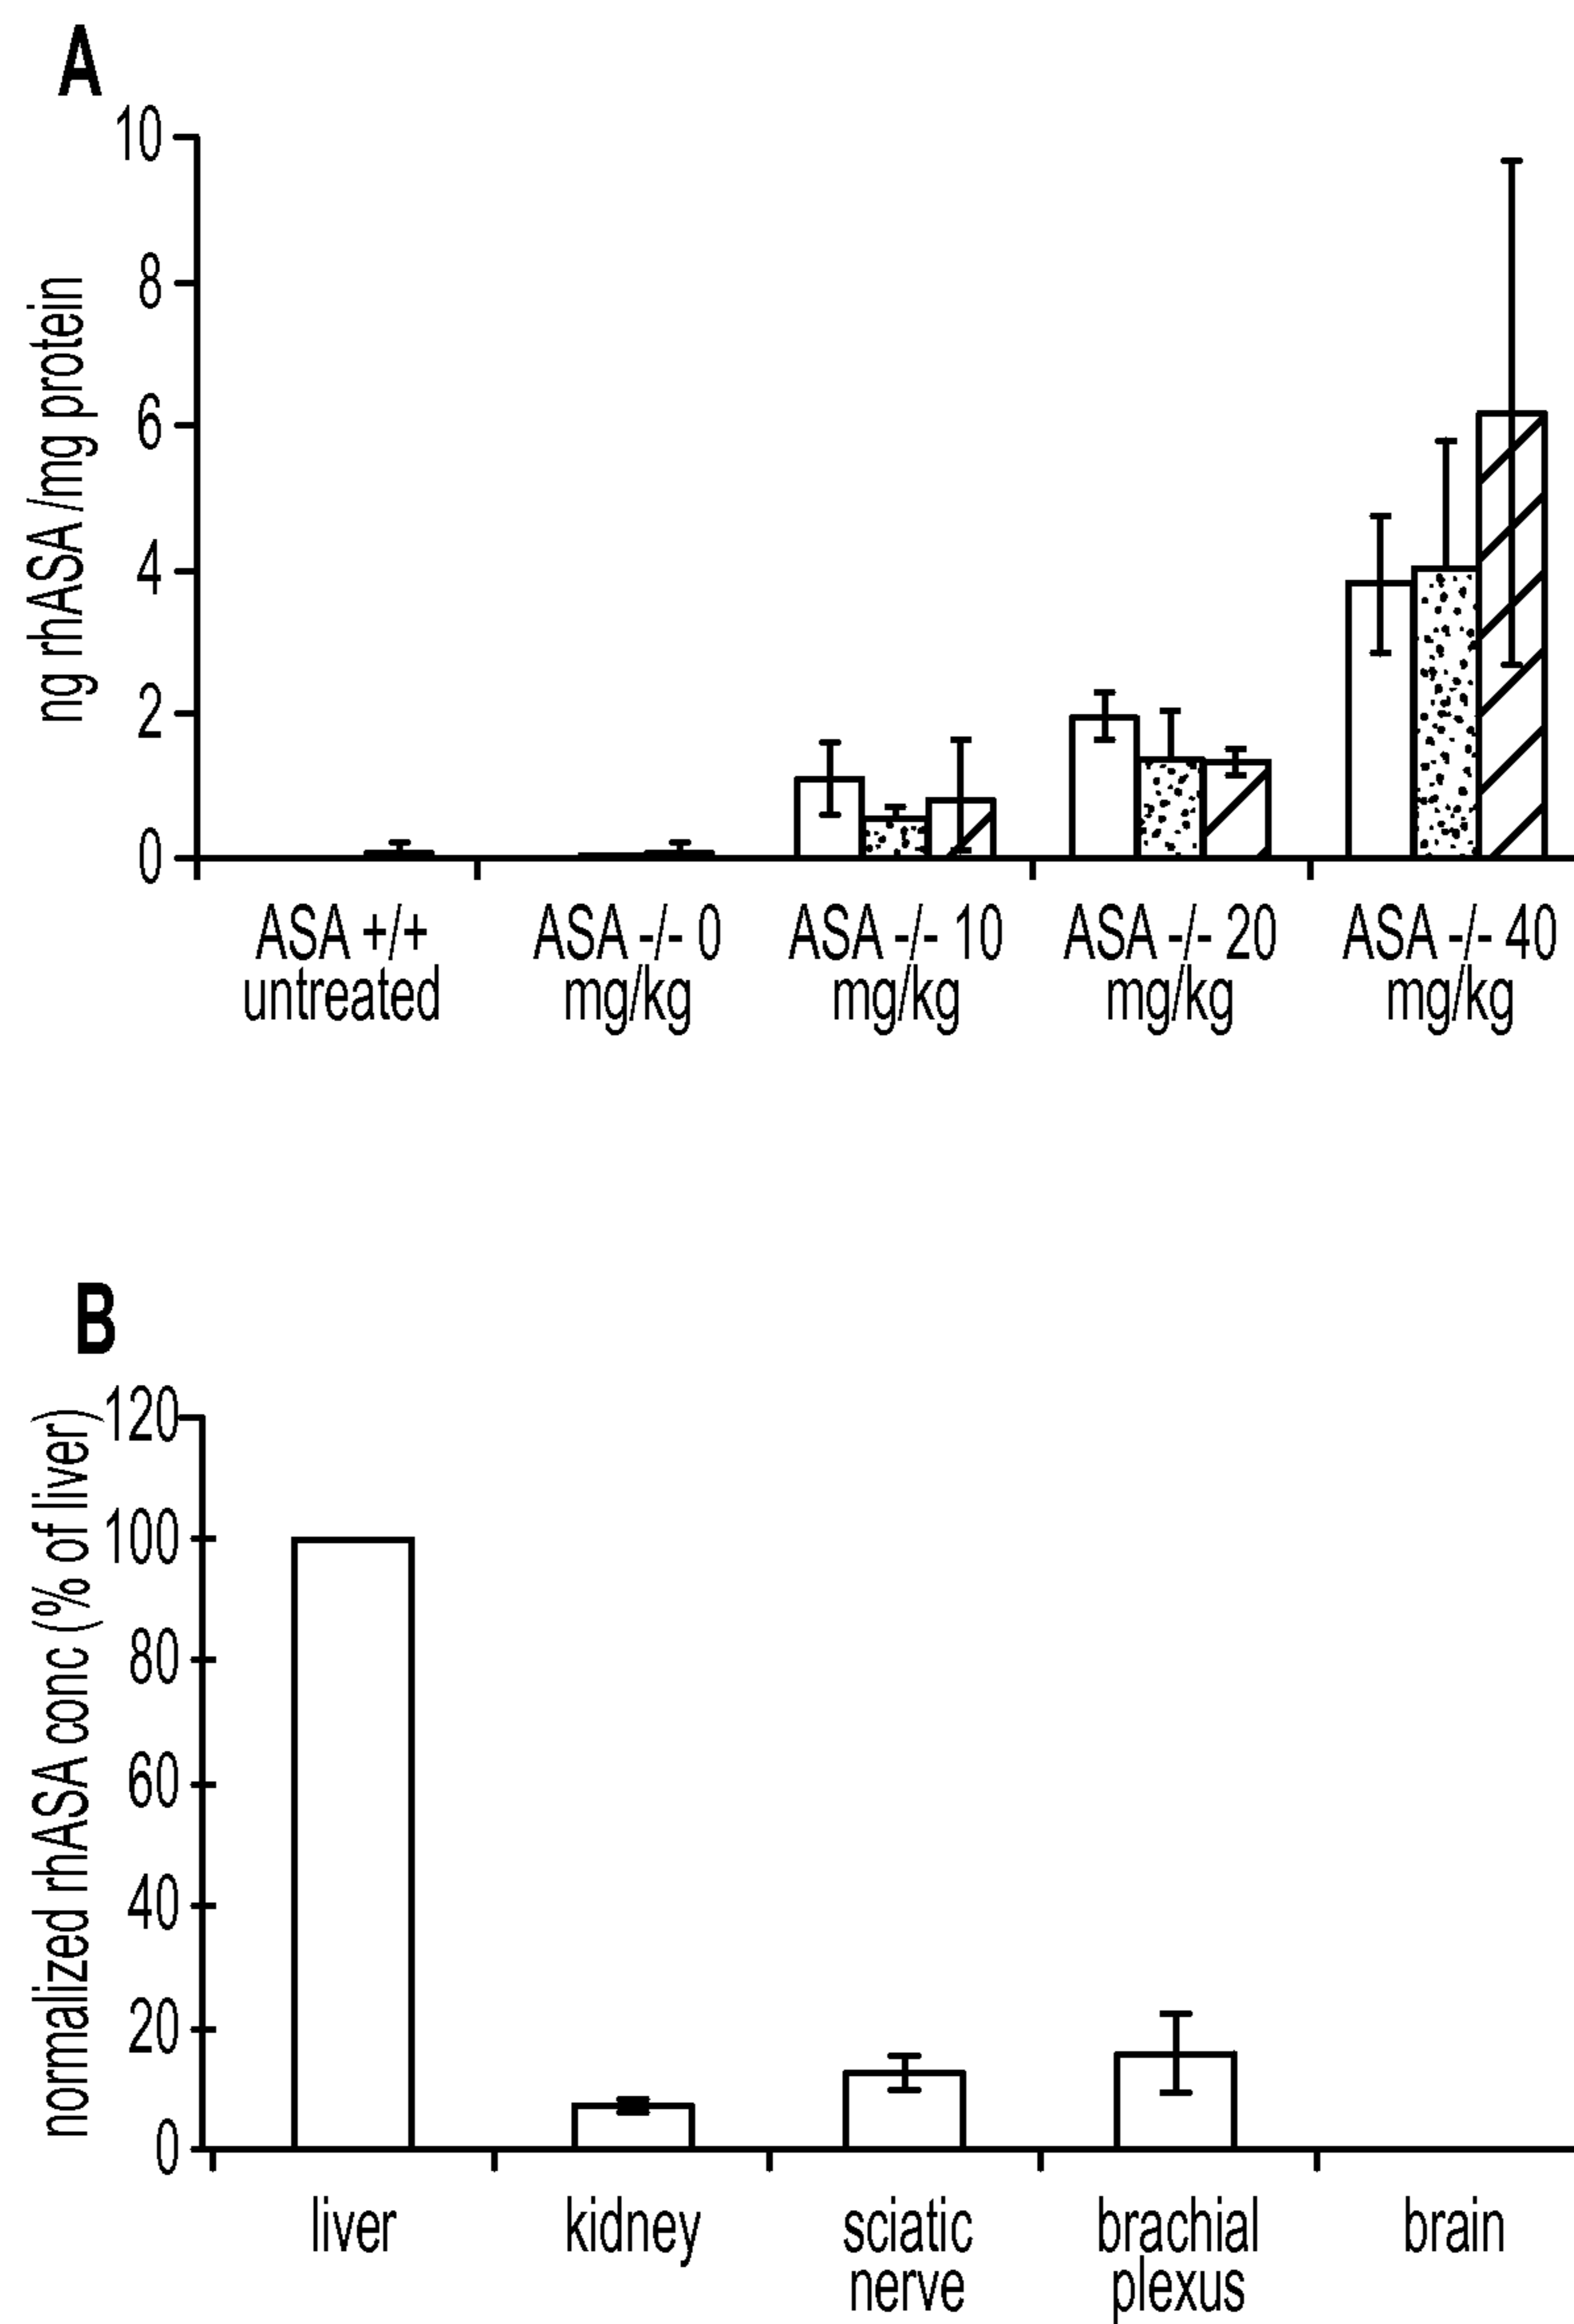 A
10
8
6
4
2
0
ng rhASA/mg protein
ASA +/+
untreated
ASA -/- 0
mg/kg
ASA -/- 10
mg/kg
ASA -/- 20
mg/kg
ASA -/- 40
mg/kg
B
120
100
80
60
40
20
0
normalized rhASA conc (% of liver)
liver
kidney
sciatic
nerve
brachial
plexus
brain